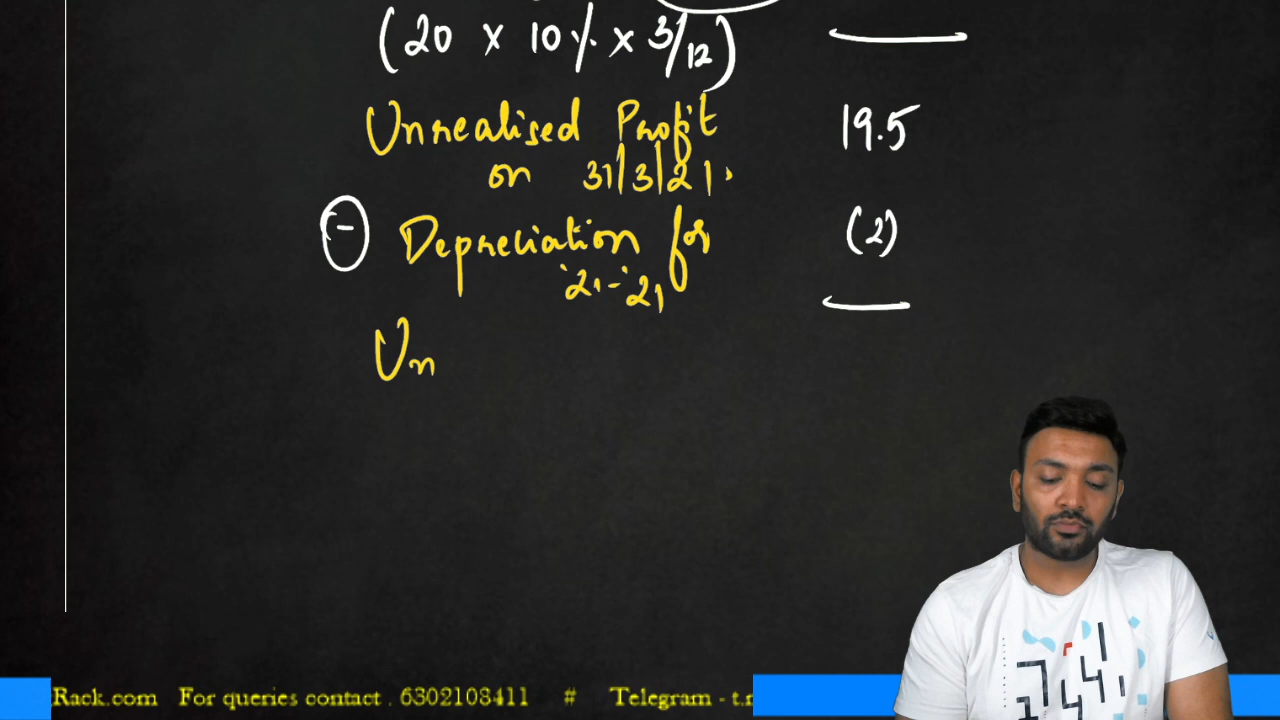 (20 x 10% x 3/12)
Unrealised Profit 19.5
on 31/3/21.
(-) Depreciation for (2)
'21-'21
Un
Rack.com For queries contact . 6302108411 # Telegram - t.